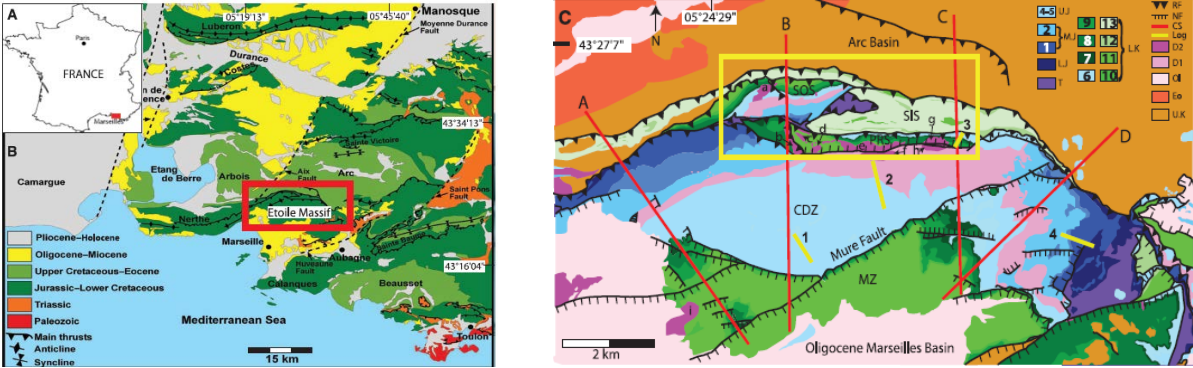 A
Paris
FRANCE
Marseilles
B
05°19'13"
05°45'40"
Manosque
Moyenne Durance
Fault
Luberon
Durance
Costes
43°34'13"
Sainte Victoire
Etang
de Berre
Arbois
Aix
Fault
Arc
Saint Pons
Fault
Camargue
Nerthe
Etoile Massif
Sainte Baume
Marseille
Aubagne
Huveaune
Fault
43°16'04"
Calanques
Beausset
Toulon
Mediterranean Sea
15 km
Pliocene–Holocene
Oligocene–Miocene
Upper Cretaceous–Eocene
Jurassic–Lower Cretaceous
Triassic
Paleozoic
Main thrusts
Anticline
Syncline
C
05°24'29"
43°27'7"
N
B
C
A
D
Arc Basin
SOS
SIS
PRS
a
b
d
e
g
h
i
1
2
3
4
CDZ
Mure Fault
MZ
Oligocene Marseilles Basin
2 km
4-5 U.J
2
1
M.J
L.J
T
9 13
8 12
7 11
6 10
L.K
RF
NF
CS
Log
D2
D1
Ol
Eo
U.K